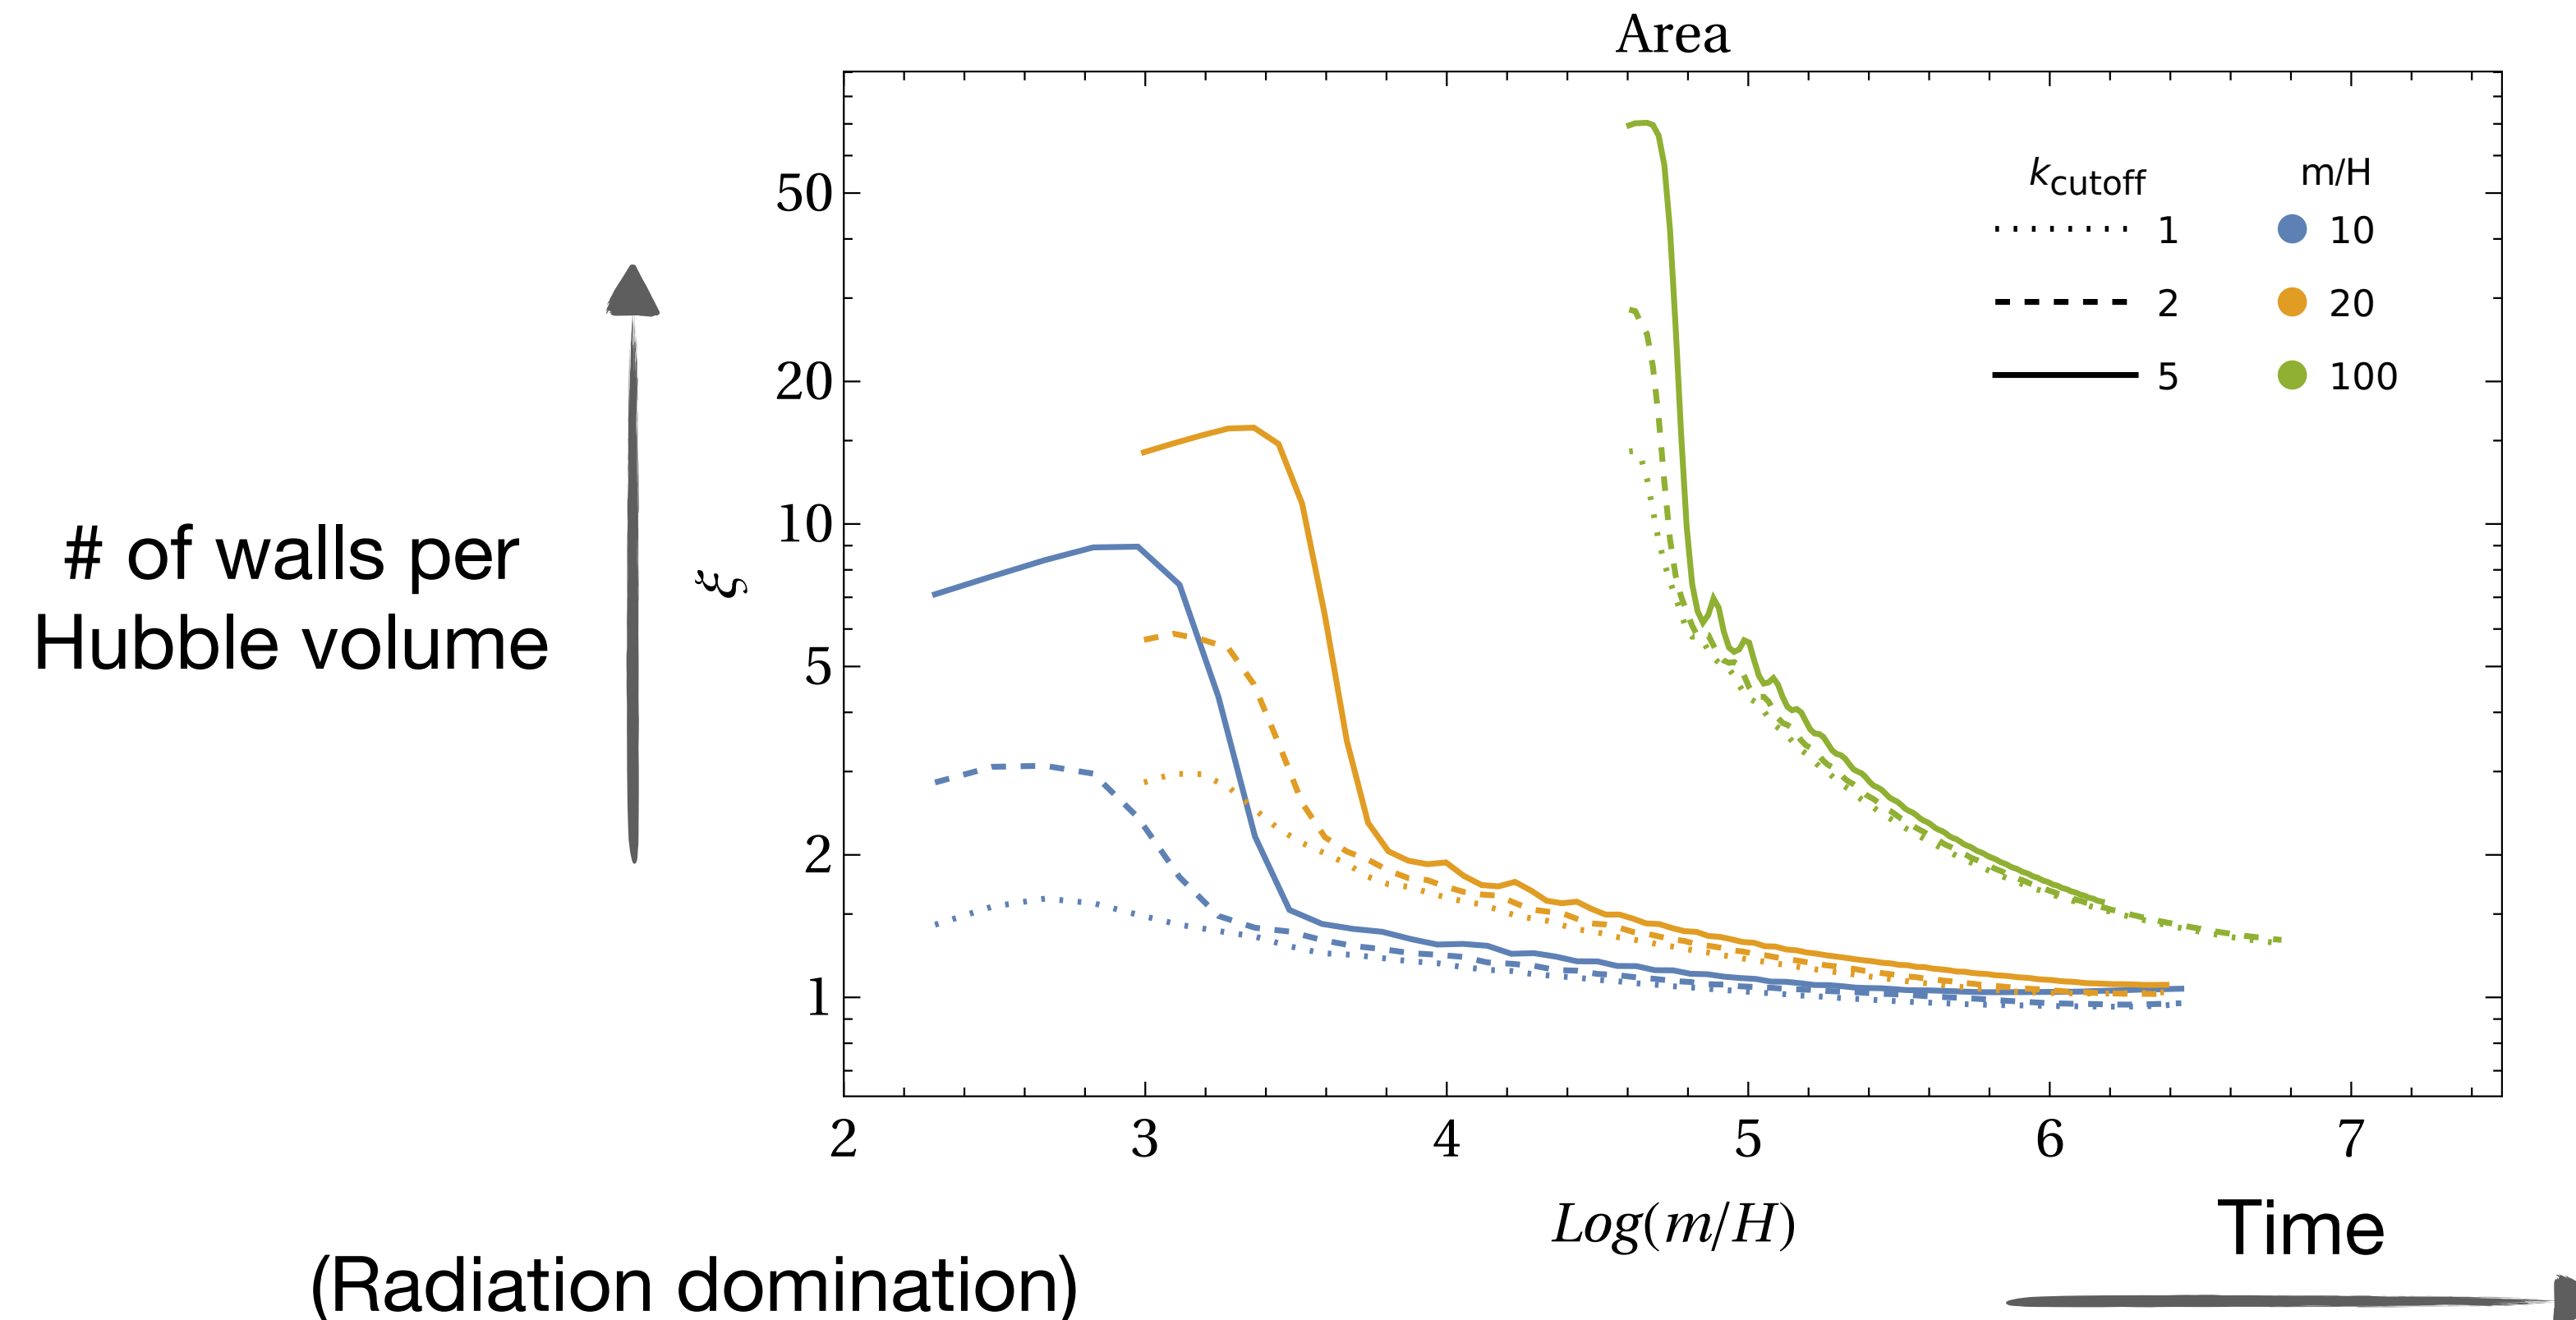 Area
50
20
10
5
2
1
ξ
# of walls per
Hubble volume
k_cutoff m/H
1 10
2 20
5 100
2 3 4 5 6 7
Log(m/H)
Time
(Radiation domination)